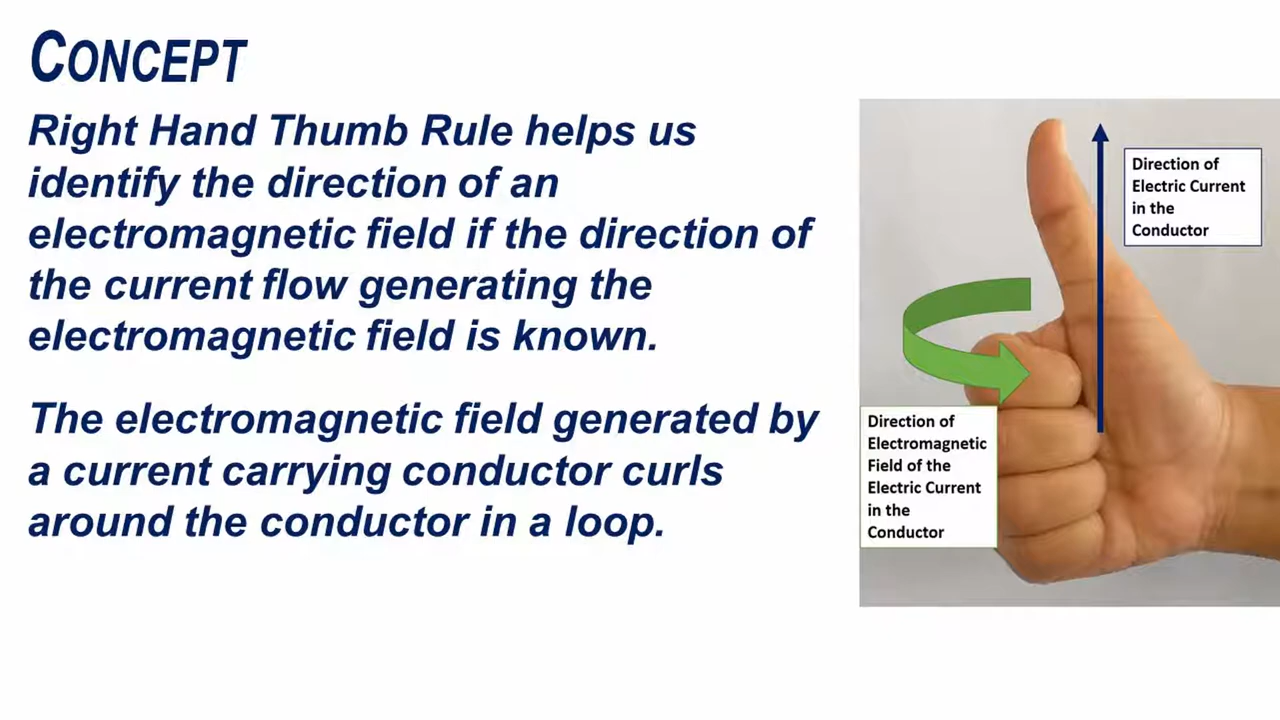 CONCEPT
Right Hand Thumb Rule helps us
identify the direction of an
electromagnetic field if the direction of
the current flow generating the
electromagnetic field is known.
The electromagnetic field generated by
a current carrying conductor curls
around the conductor in a loop.
Direction of
Electric Current
in the
Conductor
Direction of
Electromagnetic
Field of the
Electric Current
in the
Conductor